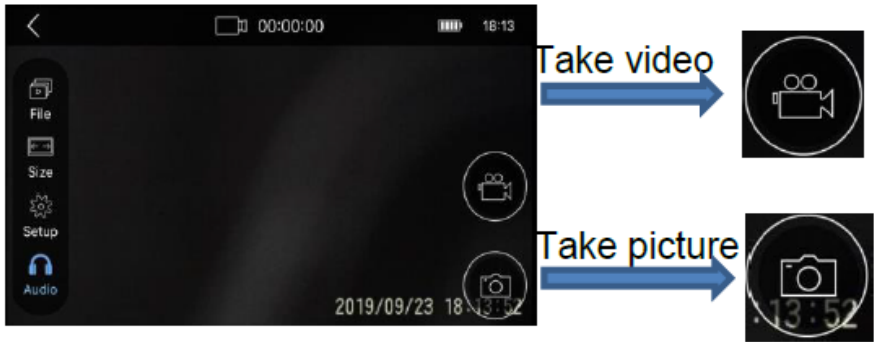 00:00:00
18:13
Take video
File
Size
Setup
Take picture
Audio
2019/09/23 18:13:52
:13:52